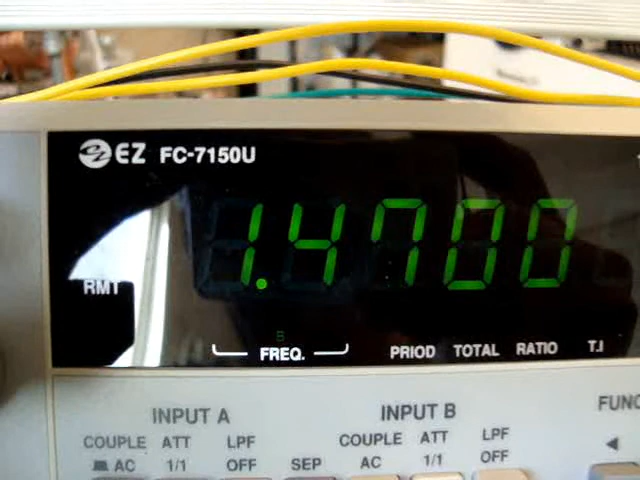 EZ FC-7150U
1.4700
RMT
FREQ. PRIOD TOTAL RATIO T.I
INPUT A INPUT B FUNC
COUPLE ATT LPF COUPLE ATT LPF
AC 1/1 OFF SEP AC 1/1 OFF